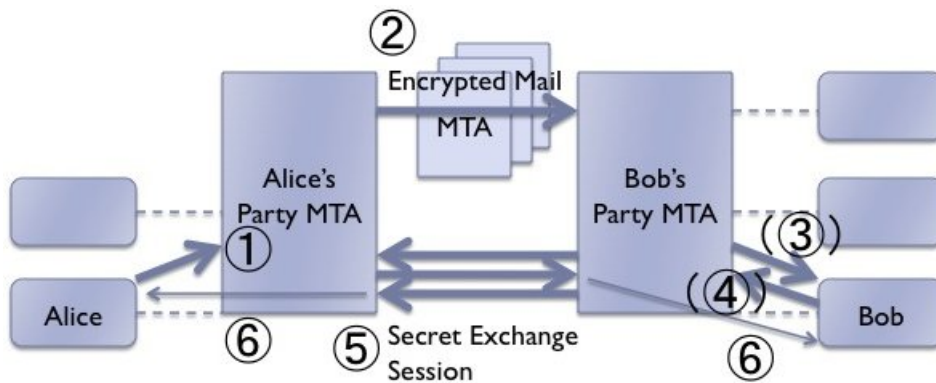 ②
Encrypted Mail
MTA
Alice's
Party MTA
Bob's
Party MTA
①
(③)
(④)
Alice
Bob
⑥
⑤
Secret Exchange
Session
⑥